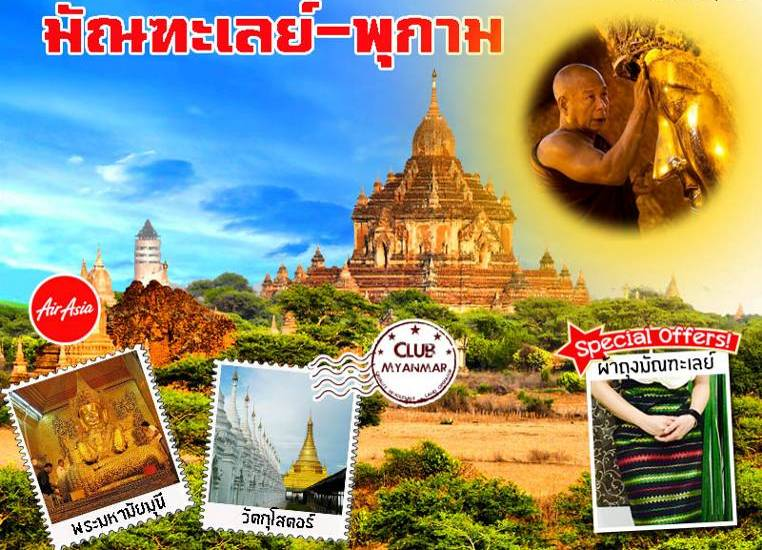 มัณฑะเลย์-พุกาม
AirAsia
CLUB
MYANMAR
Special Offers!
ผาถุงมัณฑะเลย์
พระมหามัยมุนี
วัดกุโสดอร์